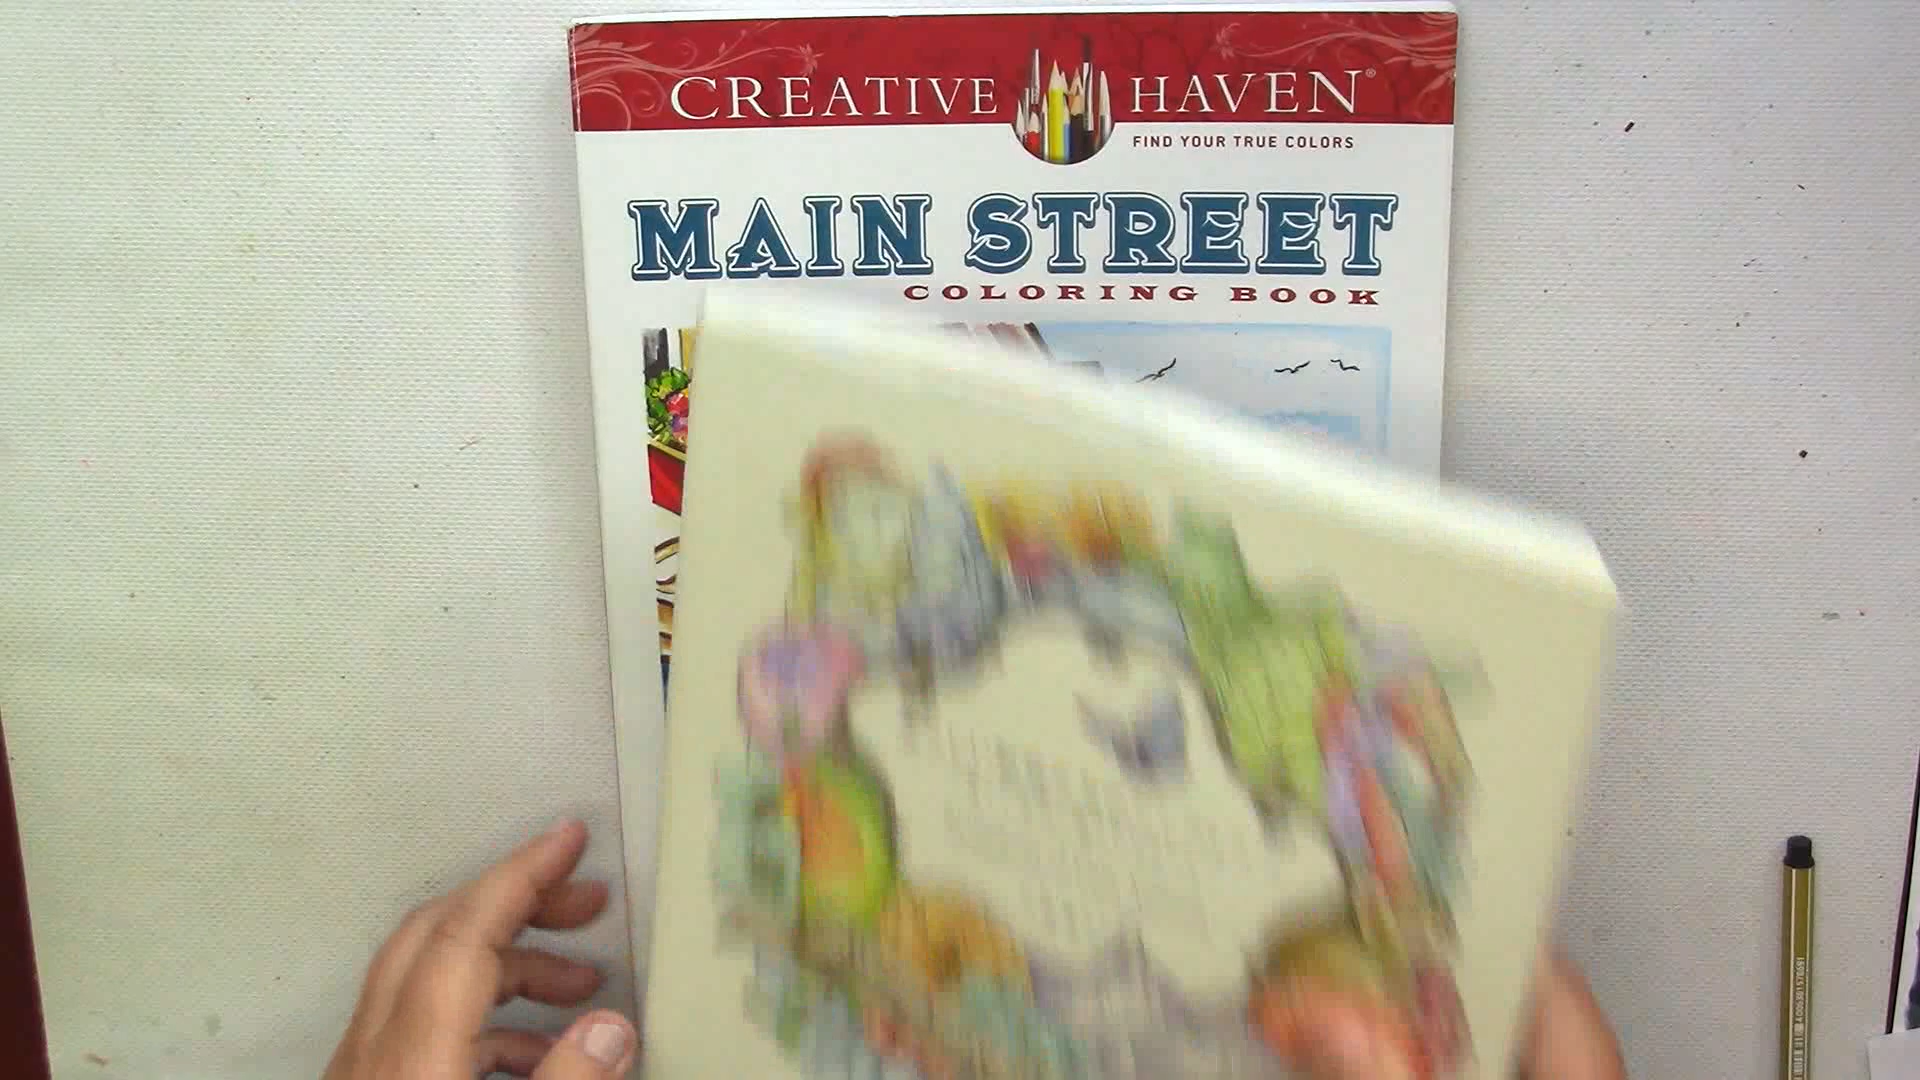 CREATIVE HAVEN®
FIND YOUR TRUE COLORS
MAIN STREET
COLORING BOOK